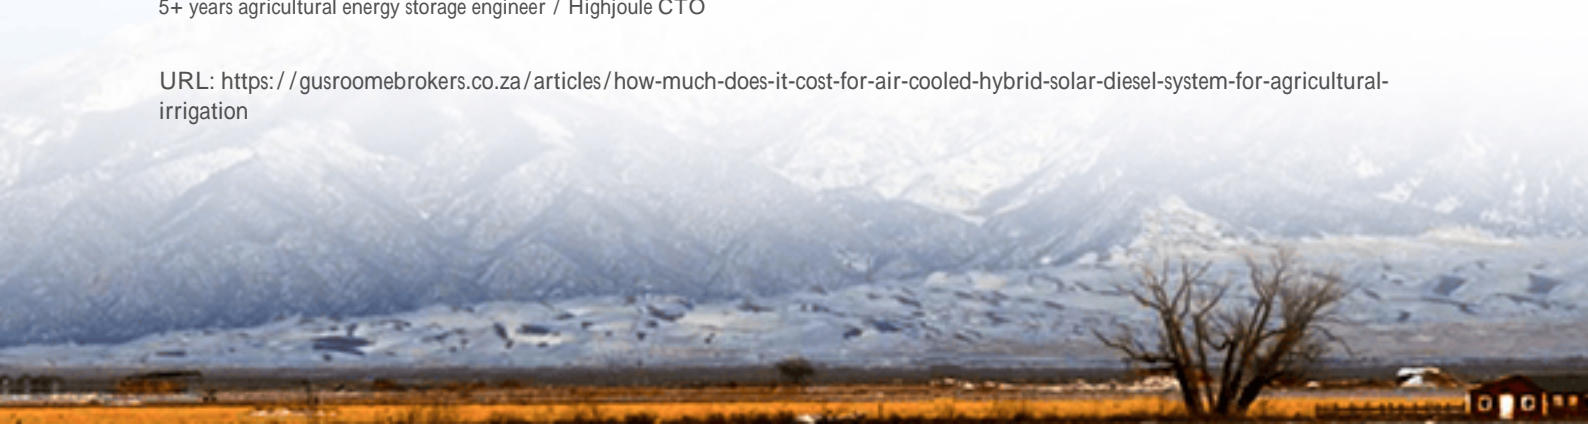 5+ years agricultural energy storage engineer / Highjoule CTO
URL: https://gusroomebrokers.co.za/articles/how-much-does-it-cost-for-air-cooled-hybrid-solar-diesel-system-for-agricultural-
irrigation